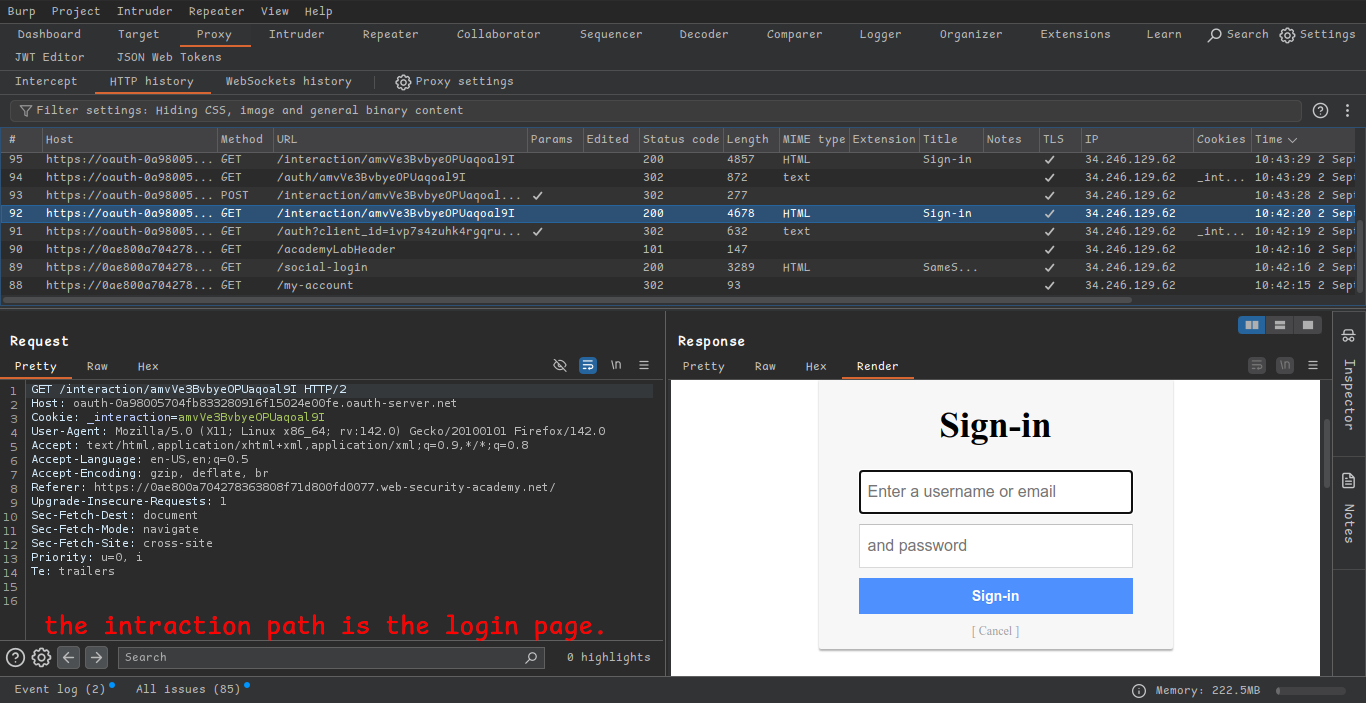 Burp Project Intruder Repeater View Help
Dashboard Target Proxy Intruder Repeater Collaborator Sequencer Decoder Comparer Logger Organizer Extensions Learn Search Settings
JWT Editor JSON Web Tokens
Intercept HTTP history WebSockets history Proxy settings
Filter settings: Hiding CSS, image and general binary content
# Host Method URL Params Edited Status code Length MIME type Extension Title Notes TLS IP Cookies Time
95 https://oauth-0a98005... GET /interaction/amvVe3BvbyeOPUaqoal9I 200 4857 HTML Sign-in ✓ 34.246.129.62 10:43:29 2 Sept
94 https://oauth-0a98005... GET /auth/amvVe3BvbyeOPUaqoal9I 302 872 text ✓ 34.246.129.62 _int... 10:43:29 2 Sept
93 https://oauth-0a98005... POST /interaction/amvVe3BvbyeOPUaqoal... ✓ 302 277 ✓ 34.246.129.62 10:43:28 2 Sept
92 https://oauth-0a98005... GET /interaction/amvVe3BvbyeOPUaqoal9I 200 4678 HTML Sign-in ✓ 34.246.129.62 10:42:20 2 Sept
91 https://oauth-0a98005... GET /auth?client_id=ivp7s4zuhk4rgqru... ✓ 302 632 text ✓ 34.246.129.62 _int... 10:42:19 2 Sept
90 https://0ae800a704278... GET /academyLabHeader 101 147 ✓ 34.246.129.62 10:42:16 2 Sept
89 https://0ae800a704278... GET /social-login 200 3289 HTML SameS... ✓ 34.246.129.62 10:42:16 2 Sept
88 https://0ae800a704278... GET /my-account 302 93 ✓ 34.246.129.62 10:42:15 2 Sept
Request
Pretty Raw Hex \n
1 GET /interaction/amvVe3BvbyeOPUaqoal9I HTTP/2
2 Host: oauth-0a98005704fb833280916f15024e00fe.oauth-server.net
3 Cookie: _interaction=amvVe3BvbyeOPUaqoal9I
4 User-Agent: Mozilla/5.0 (X11; Linux x86_64; rv:142.0) Gecko/20100101 Firefox/142.0
5 Accept: text/html,application/xhtml+xml,application/xml;q=0.9,*/*;q=0.8
6 Accept-Language: en-US,en;q=0.5
7 Accept-Encoding: gzip, deflate, br
8 Referer: https://0ae800a704278363808f71d800fd0077.web-security-academy.net/
9 Upgrade-Insecure-Requests: 1
10 Sec-Fetch-Dest: document
11 Sec-Fetch-Mode: navigate
12 Sec-Fetch-Site: cross-site
13 Priority: u=0, i
14 Te: trailers
15
16
the intraction path is the login page.
Search 0 highlights
Response
Pretty Raw Hex Render \n
Sign-in
Enter a username or email
and password
Sign-in
[ Cancel ]
Inspector
Notes
Event log (2) All issues (85) Memory: 222.5MB